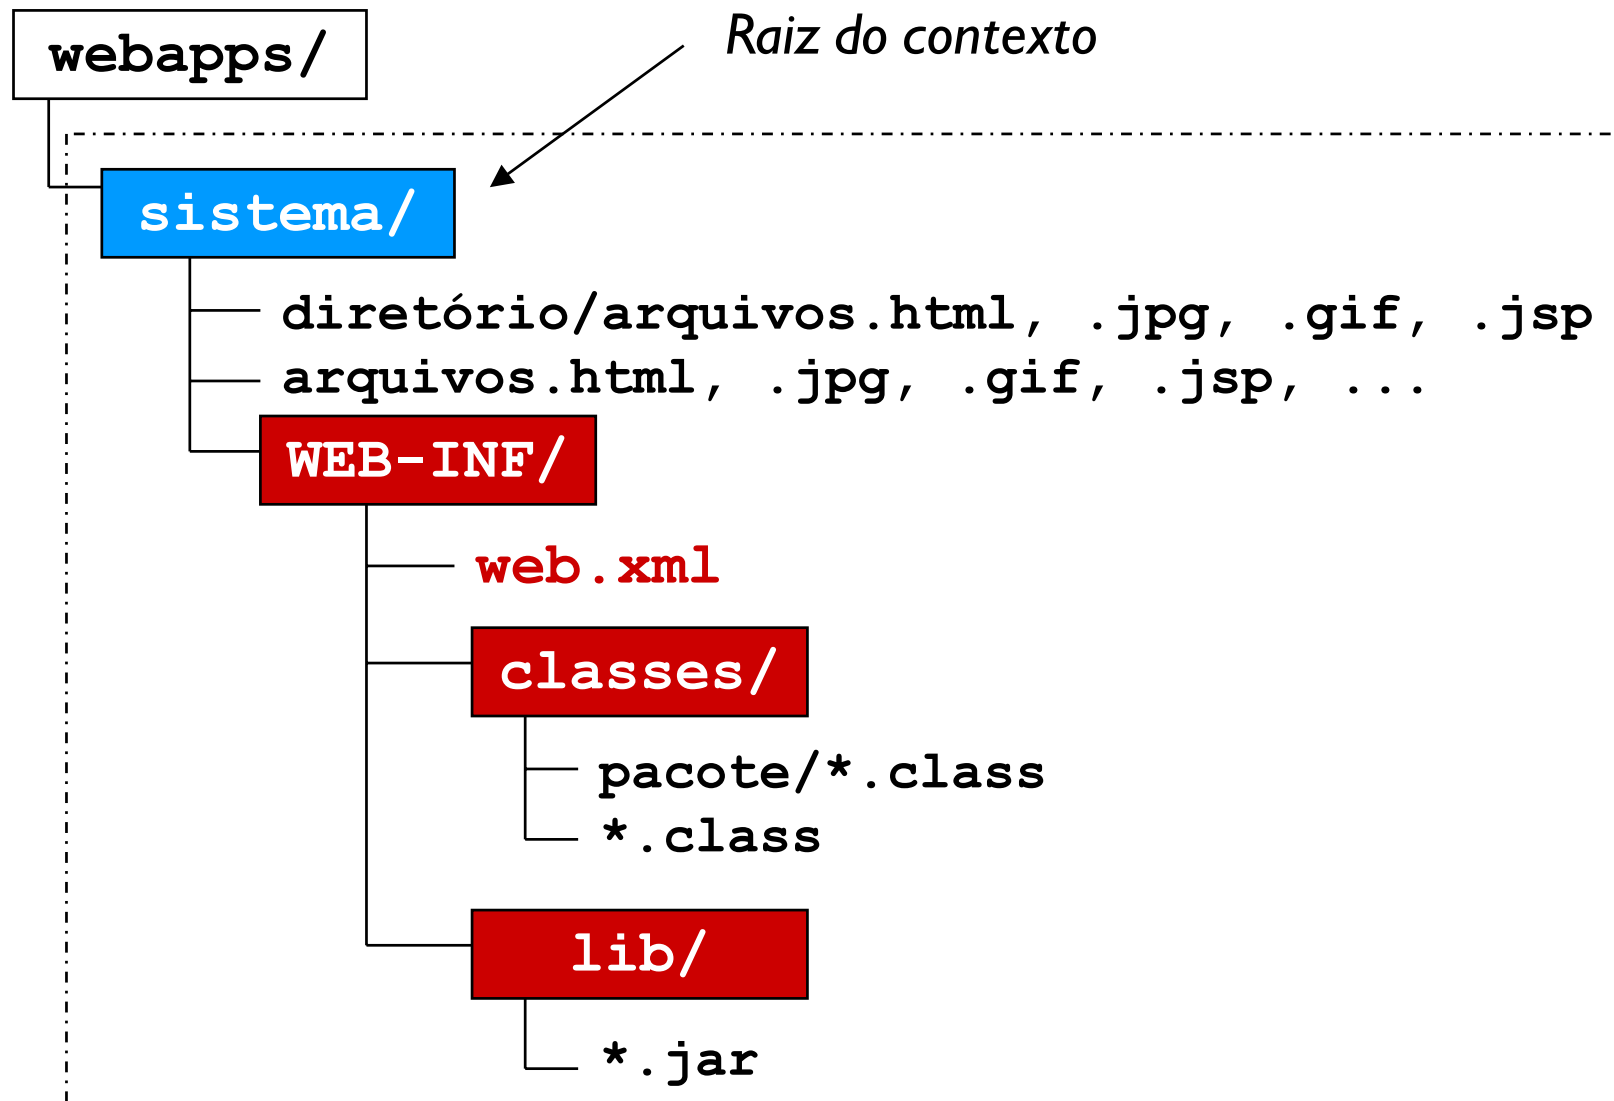 webapps/
Raiz do contexto
sistema/
diretório/arquivos.html, .jpg, .gif, .jsp
arquivos.html, .jpg, .gif, .jsp, ...
WEB-INF/
web.xml
classes/
pacote/*.class
*.class
lib/
*.jar